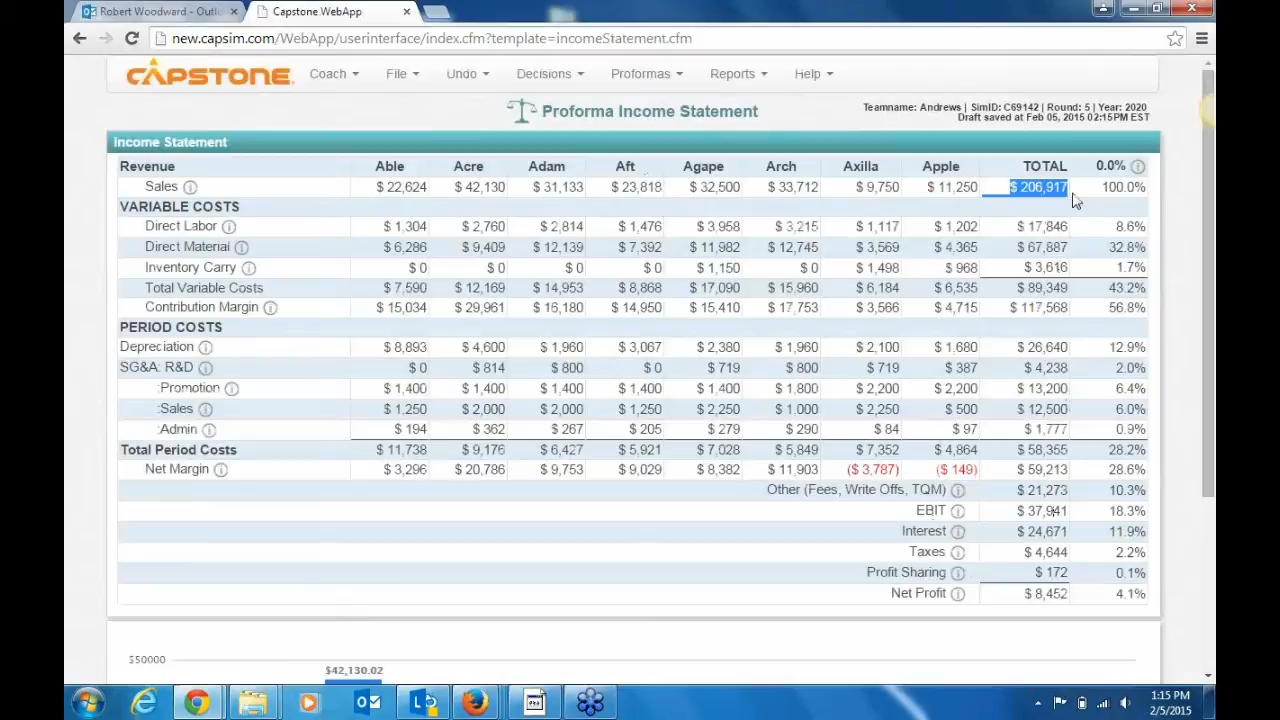 Robert Woodward - Outlo
Capstone WebApp
new.capsim.com/WebApp/userinterface/index.cfm?template=incomeStatement.cfm
CAPSTONE
Coach File Undo Decisions Proformas Reports Help
Proforma Income Statement
Teamname: Andrews | SimID: C69142 | Round: 5 | Year: 2020
Draft saved at Feb 05, 2015 02:15PM EST
Income Statement
Revenue Able Acre Adam Aft Agape Arch Axilla Apple TOTAL 0.0%
Sales $ 22,624 $ 42,130 $ 31,133 $ 23,818 $ 32,500 $ 33,712 $ 9,750 $ 11,250 $ 206,917 100.0%
VARIABLE COSTS
Direct Labor $ 1,304 $ 2,760 $ 2,814 $ 1,476 $ 3,958 $ 3,215 $ 1,117 $ 1,202 $ 17,846 8.6%
Direct Material $ 6,286 $ 9,409 $ 12,139 $ 7,392 $ 11,982 $ 12,745 $ 3,569 $ 4,365 $ 67,887 32.8%
Inventory Carry $ 0 $ 0 $ 0 $ 0 $ 1,150 $ 0 $ 1,498 $ 968 $ 3,616 1.7%
Total Variable Costs $ 7,590 $ 12,169 $ 14,953 $ 8,868 $ 17,090 $ 15,960 $ 6,184 $ 6,535 $ 89,349 43.2%
Contribution Margin $ 15,034 $ 29,961 $ 16,180 $ 14,950 $ 15,410 $ 17,753 $ 3,566 $ 4,715 $ 117,568 56.8%
PERIOD COSTS
Depreciation $ 8,893 $ 4,600 $ 1,960 $ 3,067 $ 2,380 $ 1,960 $ 2,100 $ 1,680 $ 26,640 12.9%
SG&A: R&D $ 0 $ 814 $ 800 $ 0 $ 719 $ 800 $ 719 $ 387 $ 4,238 2.0%
:Promotion $ 1,400 $ 1,400 $ 1,400 $ 1,400 $ 1,400 $ 1,800 $ 2,200 $ 2,200 $ 13,200 6.4%
:Sales $ 1,250 $ 2,000 $ 2,000 $ 1,250 $ 2,250 $ 1,000 $ 2,250 $ 500 $ 12,500 6.0%
:Admin $ 194 $ 362 $ 267 $ 205 $ 279 $ 290 $ 84 $ 97 $ 1,777 0.9%
Total Period Costs $ 11,738 $ 9,176 $ 6,427 $ 5,921 $ 7,028 $ 5,849 $ 7,352 $ 4,864 $ 58,355 28.2%
Net Margin $ 3,296 $ 20,786 $ 9,753 $ 9,029 $ 8,382 $ 11,903 ($ 3,787) ($ 149) $ 59,213 28.6%
Other (Fees, Write Offs, TQM) $ 21,273 10.3%
EBIT $ 37,941 18.3%
Interest $ 24,671 11.9%
Taxes $ 4,644 2.2%
Profit Sharing $ 172 0.1%
Net Profit $ 8,452 4.1%
$50000
$42,130.02
1:15 PM
2/5/2015